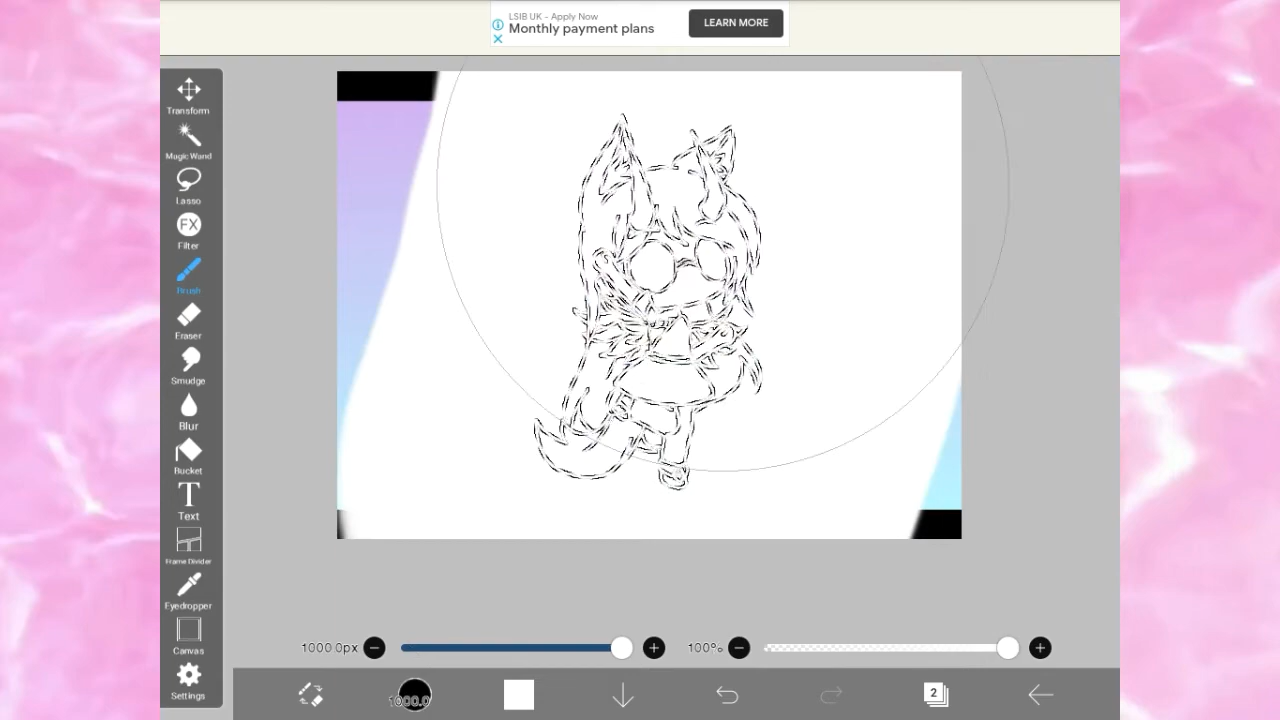 LSIB UK - Apply Now
Monthly payment plans
LEARN MORE
Transform
Magic Wand
Lasso
FX
Filter
Brush
Eraser
Smudge
Blur
Bucket
T
Text
Frame Divider
Eyedropper
Canvas
Settings
1000.0px
100%
1000.0
2